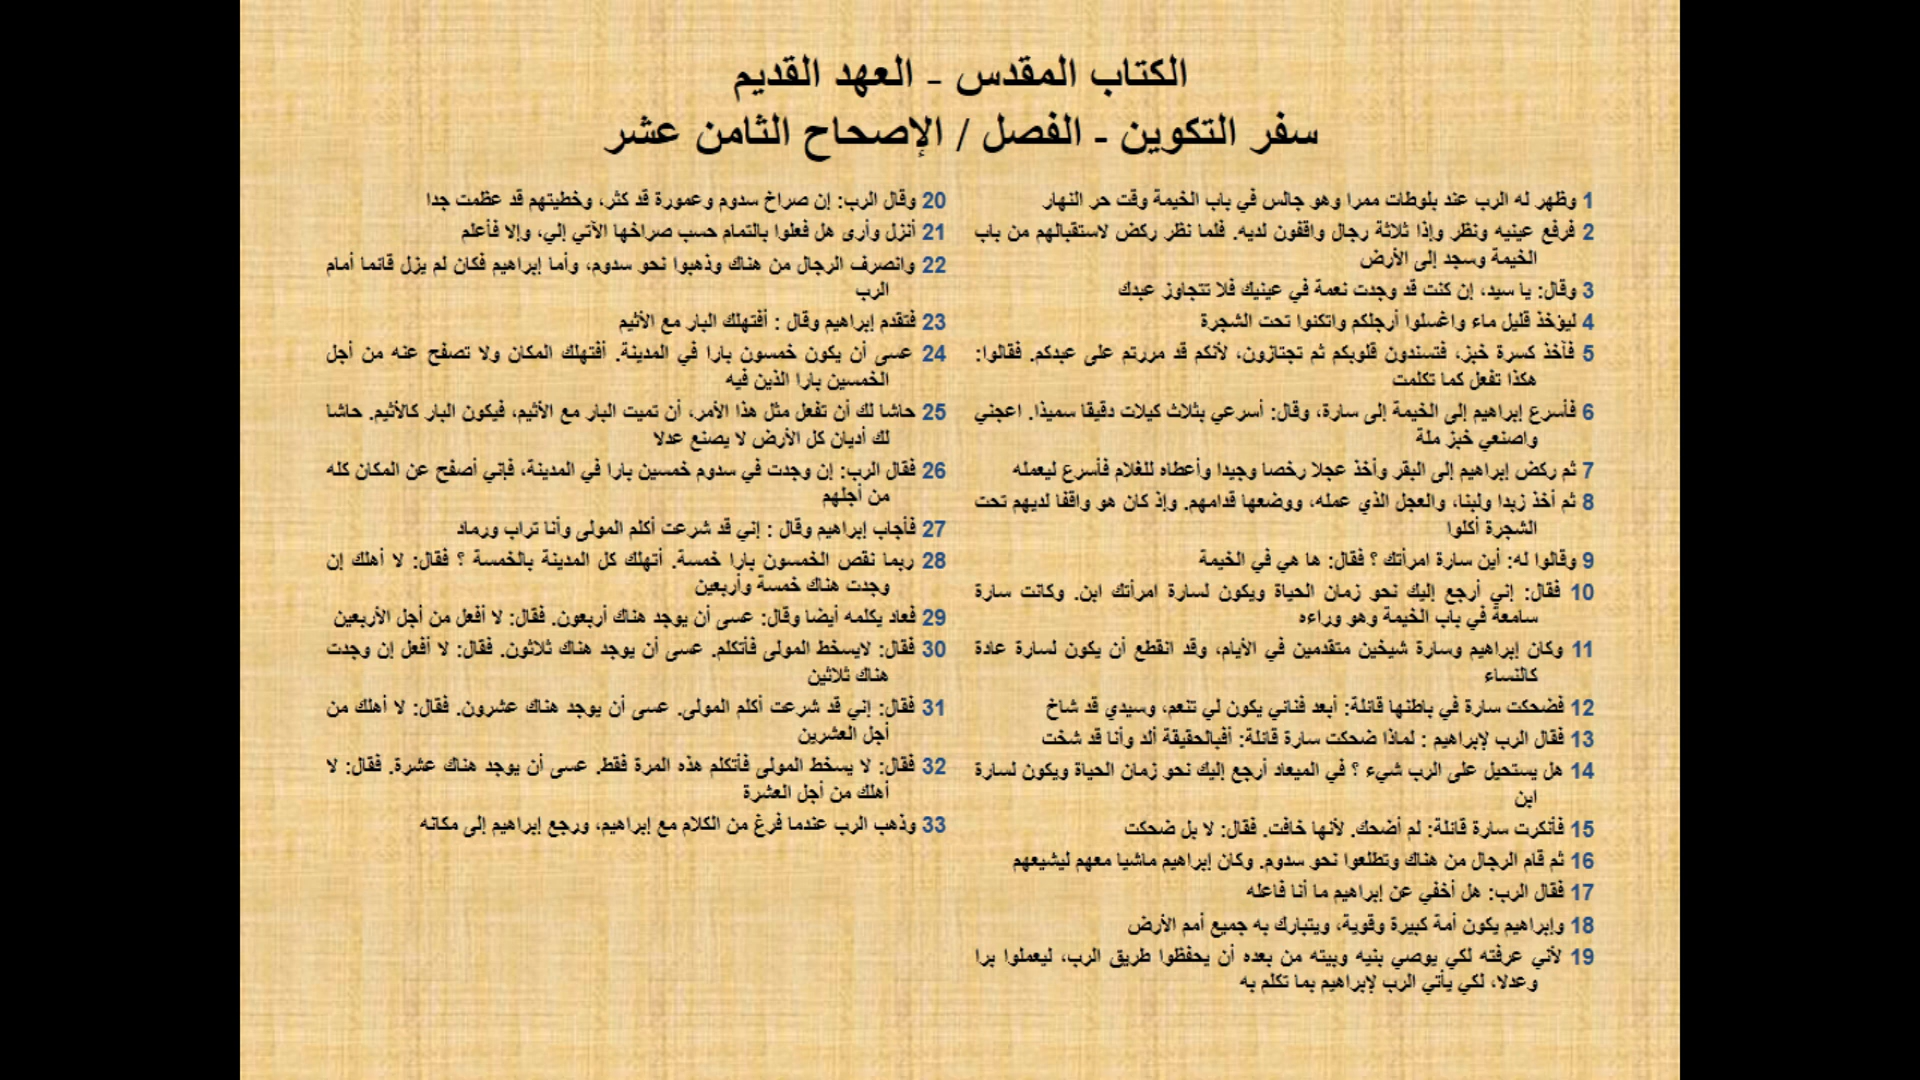 الكتاب المقدس - العهد القديم
سفر التكوين - الفصل / الإصحاح الثامن عشر
1 وظهر له الرب عند بلوطات ممرا وهو جالس في باب الخيمة وقت حر النهار
2 فرفع عينيه ونظر وإذا ثلاثة رجال واقفون لديه. فلما نظر ركض لاستقبالهم من باب
الخيمة وسجد إلى الأرض
3 وقال: يا سيد، إن كنت قد وجدت نعمة في عينيك فلا تتجاوز عبدك
4 ليؤخذ قليل ماء واغسلوا أرجلكم واتكئوا تحت الشجرة
5 فآخذ كسرة خبز، فتسندون قلوبكم ثم تجتازون، لأنكم قد مررتم على عبدكم. فقالوا:
هكذا تفعل كما تكلمت
6 فأسرع إبراهيم إلى الخيمة إلى سارة، وقال: أسرعي بثلاث كيلات دقيقا سميذا. اعجني
واصنعي خبز ملة
7 ثم ركض إبراهيم إلى البقر وأخذ عجلا رخصا وجيدا وأعطاه للغلام فأسرع ليعمله
8 ثم أخذ زبدا ولبنا، والعجل الذي عمله، ووضعها قدامهم. وإذ كان هو واقفا لديهم تحت
الشجرة أكلوا
9 وقالوا له: أين سارة امرأتك ؟ فقال: ها هي في الخيمة
10 فقال: إني أرجع إليك نحو زمان الحياة ويكون لسارة امرأتك ابن. وكانت سارة
سامعة في باب الخيمة وهو وراءه
11 وكان إبراهيم وسارة شيخين متقدمين في الأيام، وقد انقطع أن يكون لسارة عادة
كالنساء
12 فضحكت سارة في باطنها قائلة: أبعد فنائي يكون لي تنعم، وسيدي قد شاخ
13 فقال الرب لإبراهيم : لماذا ضحكت سارة قائلة: أفبالحقيقة ألد وأنا قد شخت
14 هل يستحيل على الرب شيء ؟ في الميعاد أرجع إليك نحو زمان الحياة ويكون لسارة
ابن
15 فأنكرت سارة قائلة: لم أضحك. لأنها خافت. فقال: لا بل ضحكت
16 ثم قام الرجال من هناك وتطلعوا نحو سدوم. وكان إبراهيم ماشيا معهم ليشيعهم
17 فقال الرب: هل أخفي عن إبراهيم ما أنا فاعله
18 وإبراهيم يكون أمة كبيرة وقوية، ويتبارك به جميع أمم الأرض
19 لأني عرفته لكي يوصي بنيه وبيته من بعده أن يحفظوا طريق الرب، ليعملوا برا
وعدلا، لكي يأتي الرب لإبراهيم بما تكلم به
20 وقال الرب: إن صراخ سدوم وعمورة قد كثر، وخطيتهم قد عظمت جدا
21 أنزل وأرى هل فعلوا بالتمام حسب صراخها الآتي إلي، وإلا فأعلم
22 وانصرف الرجال من هناك وذهبوا نحو سدوم، وأما إبراهيم فكان لم يزل قائما أمام
الرب
23 فتقدم إبراهيم وقال : أفتهلك البار مع الأثيم
24 عسى أن يكون خمسون بارا في المدينة. أفتهلك المكان ولا تصفح عنه من أجل
الخمسين بارا الذين فيه
25 حاشا لك أن تفعل مثل هذا الأمر، أن تميت البار مع الأثيم، فيكون البار كالأثيم. حاشا
لك أديان كل الأرض لا يصنع عدلا
26 فقال الرب: إن وجدت في سدوم خمسين بارا في المدينة، فإني أصفح عن المكان كله
من أجلهم
27 فأجاب إبراهيم وقال : إني قد شرعت أكلم المولى وأنا تراب ورماد
28 ربما نقص الخمسون بارا خمسة. أتهلك كل المدينة بالخمسة ؟ فقال: لا أهلك إن
وجدت هناك خمسة وأربعين
29 فعاد يكلمه أيضا وقال: عسى أن يوجد هناك أربعون. فقال: لا أفعل من أجل الأربعين
30 فقال: لايسخط المولى فأتكلم. عسى أن يوجد هناك ثلاثون. فقال: لا أفعل إن وجدت
هناك ثلاثين
31 فقال: إني قد شرعت أكلم المولى. عسى أن يوجد هناك عشرون. فقال: لا أهلك من
أجل العشرين
32 فقال: لا يسخط المولى فأتكلم هذه المرة فقط. عسى أن يوجد هناك عشرة. فقال: لا
أهلك من أجل العشرة
33 وذهب الرب عندما فرغ من الكلام مع إبراهيم، ورجع إبراهيم إلى مكانه